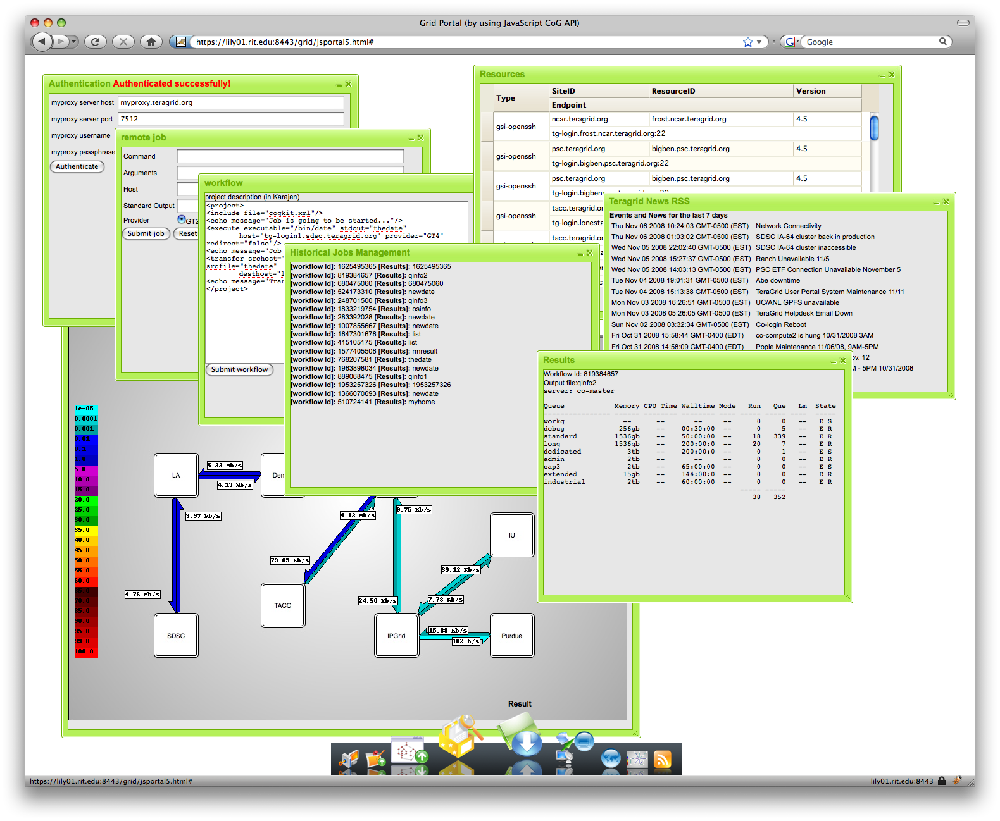 Grid Portal (by using JavaScript CoG API)
https://lily01.rit.edu:8443/grid/jsportal5.html#
Google
Authentication Authenticated successfully!
myproxy server host myproxy.teragrid.org
myproxy server port 7512
myproxy username
myproxy passphrase
Authenticate
remote job
Command
Arguments
Host
Standard Output
Provider GT2
Submit job Reset
workflow
project description (in Karajan)
<project>
<include file="cogkit.xml"/>
<echo message="Job is going to be started..."/>
<execute executable="/bin/date" stdout="thedate"
host="tg-login1.sdsc.teragrid.org" provider="GT4"
redirect="false"/>
<echo message="Job
<transfer srchost="
srcfile="thedate"
desthost="
<echo message="Tran
</project>
Submit workflow
Resources
Type SiteID ResourceID Version
Endpoint
gsi-openssh ncar.teragrid.org frost.ncar.teragrid.org 4.5
tg-login.frost.ncar.teragrid.org:22
gsi-openssh psc.teragrid.org bigben.psc.teragrid.org 4.5
tg-login.bigben.psc.teragrid.org:22
gsi-openssh psc.teragrid.org bigben.psc.teragrid.org 4.5
tg-login.bigben.
gsi-openssh tacc.teragrid.o
tg-login.lonesta
tacc.teragrid.o
Teragrid News RSS
Events and News for the last 7 days
Thu Nov 06 2008 10:24:03 GMT-0500 (EST) Network Connectivity
Thu Nov 06 2008 01:03:02 GMT-0500 (EST) SDSC IA-64 cluster back in production
Wed Nov 05 2008 22:02:40 GMT-0500 (EST) SDSC IA-64 cluster inaccessible
Wed Nov 05 2008 15:27:37 GMT-0500 (EST) Ranch Unavailable 11/5
Wed Nov 05 2008 14:03:13 GMT-0500 (EST) PSC ETF Connection Unavailable November 5
Tue Nov 04 2008 19:01:31 GMT-0500 (EST) Abe downtime
Tue Nov 04 2008 15:13:38 GMT-0500 (EST) TeraGrid User Portal System Maintenance 11/11
Mon Nov 03 2008 16:26:51 GMT-0500 (EST) UC/ANL GPFS unavailable
Mon Nov 03 2008 05:26:05 GMT-0500 (EST) TeraGrid Helpdesk Email Down
Sun Nov 02 2008 03:32:34 GMT-0500 (EST) Co-login Reboot
Fri Oct 31 2008 15:58:44 GMT-0400 (EDT) co-compute2 is hung 10/31/2008 3AM
Fri Oct 31 2008 14:58:09 GMT-0400 (EDT) Pople Maintenance 11/06/08, 9AM-5PM
ov. 12
- 5PM 10/31/2008
Historical Jobs Management
[workflow Id]: 1625495365 [Results]: 1625495365
[workflow Id]: 819384657 [Results]: qinfo2
[workflow Id]: 680475060 [Results]: 680475060
[workflow Id]: 524173310 [Results]: newdate
[workflow Id]: 248701500 [Results]: qinfo3
[workflow Id]: 1833219754 [Results]: osinfo
[workflow Id]: 283392028 [Results]: newdate
[workflow Id]: 1007855667 [Results]: newdate
[workflow Id]: 1647301676 [Results]: list
[workflow Id]: 415105175 [Results]: list
[workflow Id]: 1577405506 [Results]: rmresult
[workflow Id]: 768207581 [Results]: thedate
[workflow Id]: 1963898034 [Results]: newdate
[workflow Id]: 889068475 [Results]: qinfo1
[workflow Id]: 1953257326 [Results]: 1953257326
[workflow Id]: 1366070693 [Results]: newdate
[workflow Id]: 510724141 [Results]: myhome
Results
Workflow Id: 819384657
Output file:qinfo2
server: co-master
Queue Memory CPU Time Walltime Node Run Que Lm State
---------------- ------ -------- -------- ---- ----- ----- ---- -----
workq -- -- -- -- 0 0 -- E S
debug 256gb -- 00:30:00 -- 0 5 -- E R
standard 1536gb -- 50:00:00 -- 18 339 -- E R
long 1536gb -- 200:00:0 -- 20 7 -- E R
dedicated 3tb -- 200:00:0 -- 0 1 -- E S
admin 2tb -- -- -- 0 0 -- E R
cap3 2tb -- 65:00:00 -- 0 0 -- E S
extended 15gb -- 144:00:0 -- 0 0 -- D R
industrial 2tb -- 60:00:00 -- 0 0 -- E R
----- -----
38 352
1e-05
0.0001
0.001
0.01
0.1
1.0
5.0
10.0
15.0
20.0
25.0
30.0
35.0
40.0
45.0
50.0
55.0
60.0
65.0
70.0
85.0
90.0
95.0
99.0
100.0
LA
5.22 Mb/s
4.13 Mb/s
Den
3.97 Mb/s
4.76 Mb/s
SDSC
4.12 Mb/s
79.05 Kb/s
TACC
9.75 Kb/s
24.50 Kb/s
IPGrid
IU
39.12 Kb/s
7.78 Kb/s
15.89 Kb/s
102 b/s
Purdue
Result
https://lily01.rit.edu:8443/grid/jsportal5.html#
lily01.rit.edu:8443